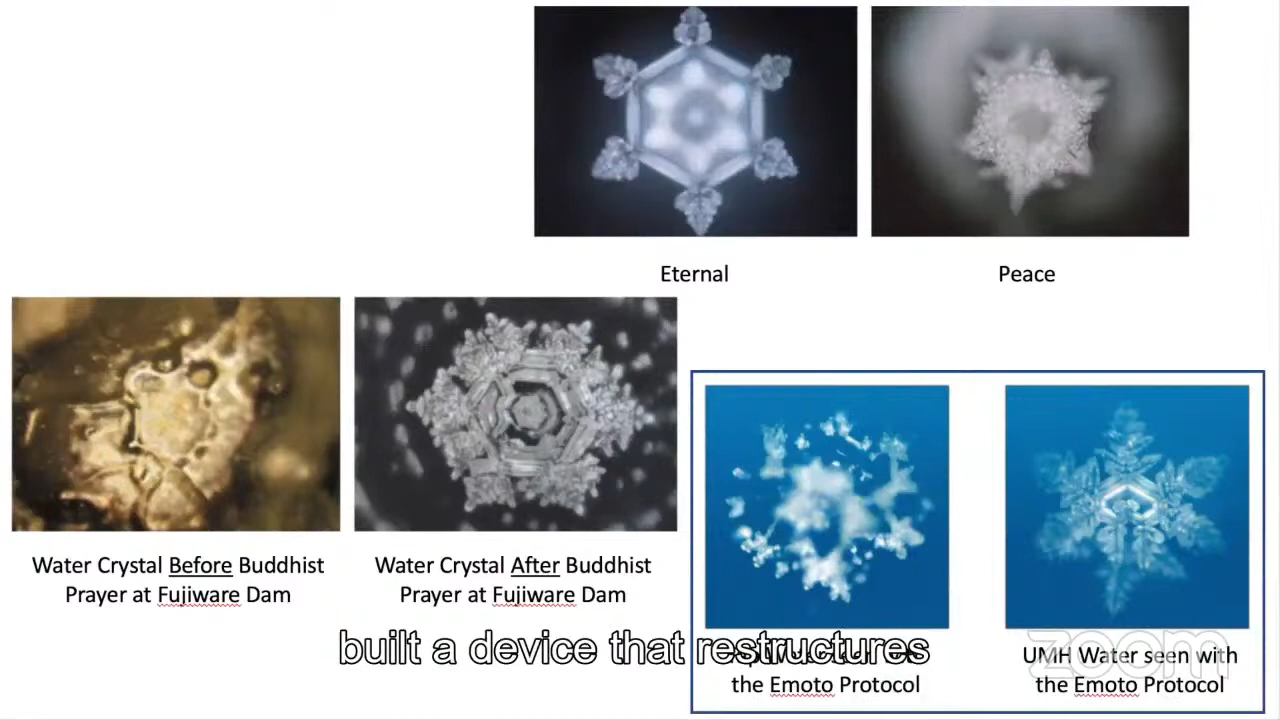 Eternal
Peace
Water Crystal Before Buddhist
Prayer at Fujiware Dam
Water Crystal After Buddhist
Prayer at Fujiware Dam
built a device that restructures
the Emoto Protocol
UMH Water seen with
the Emoto Protocol
zoom